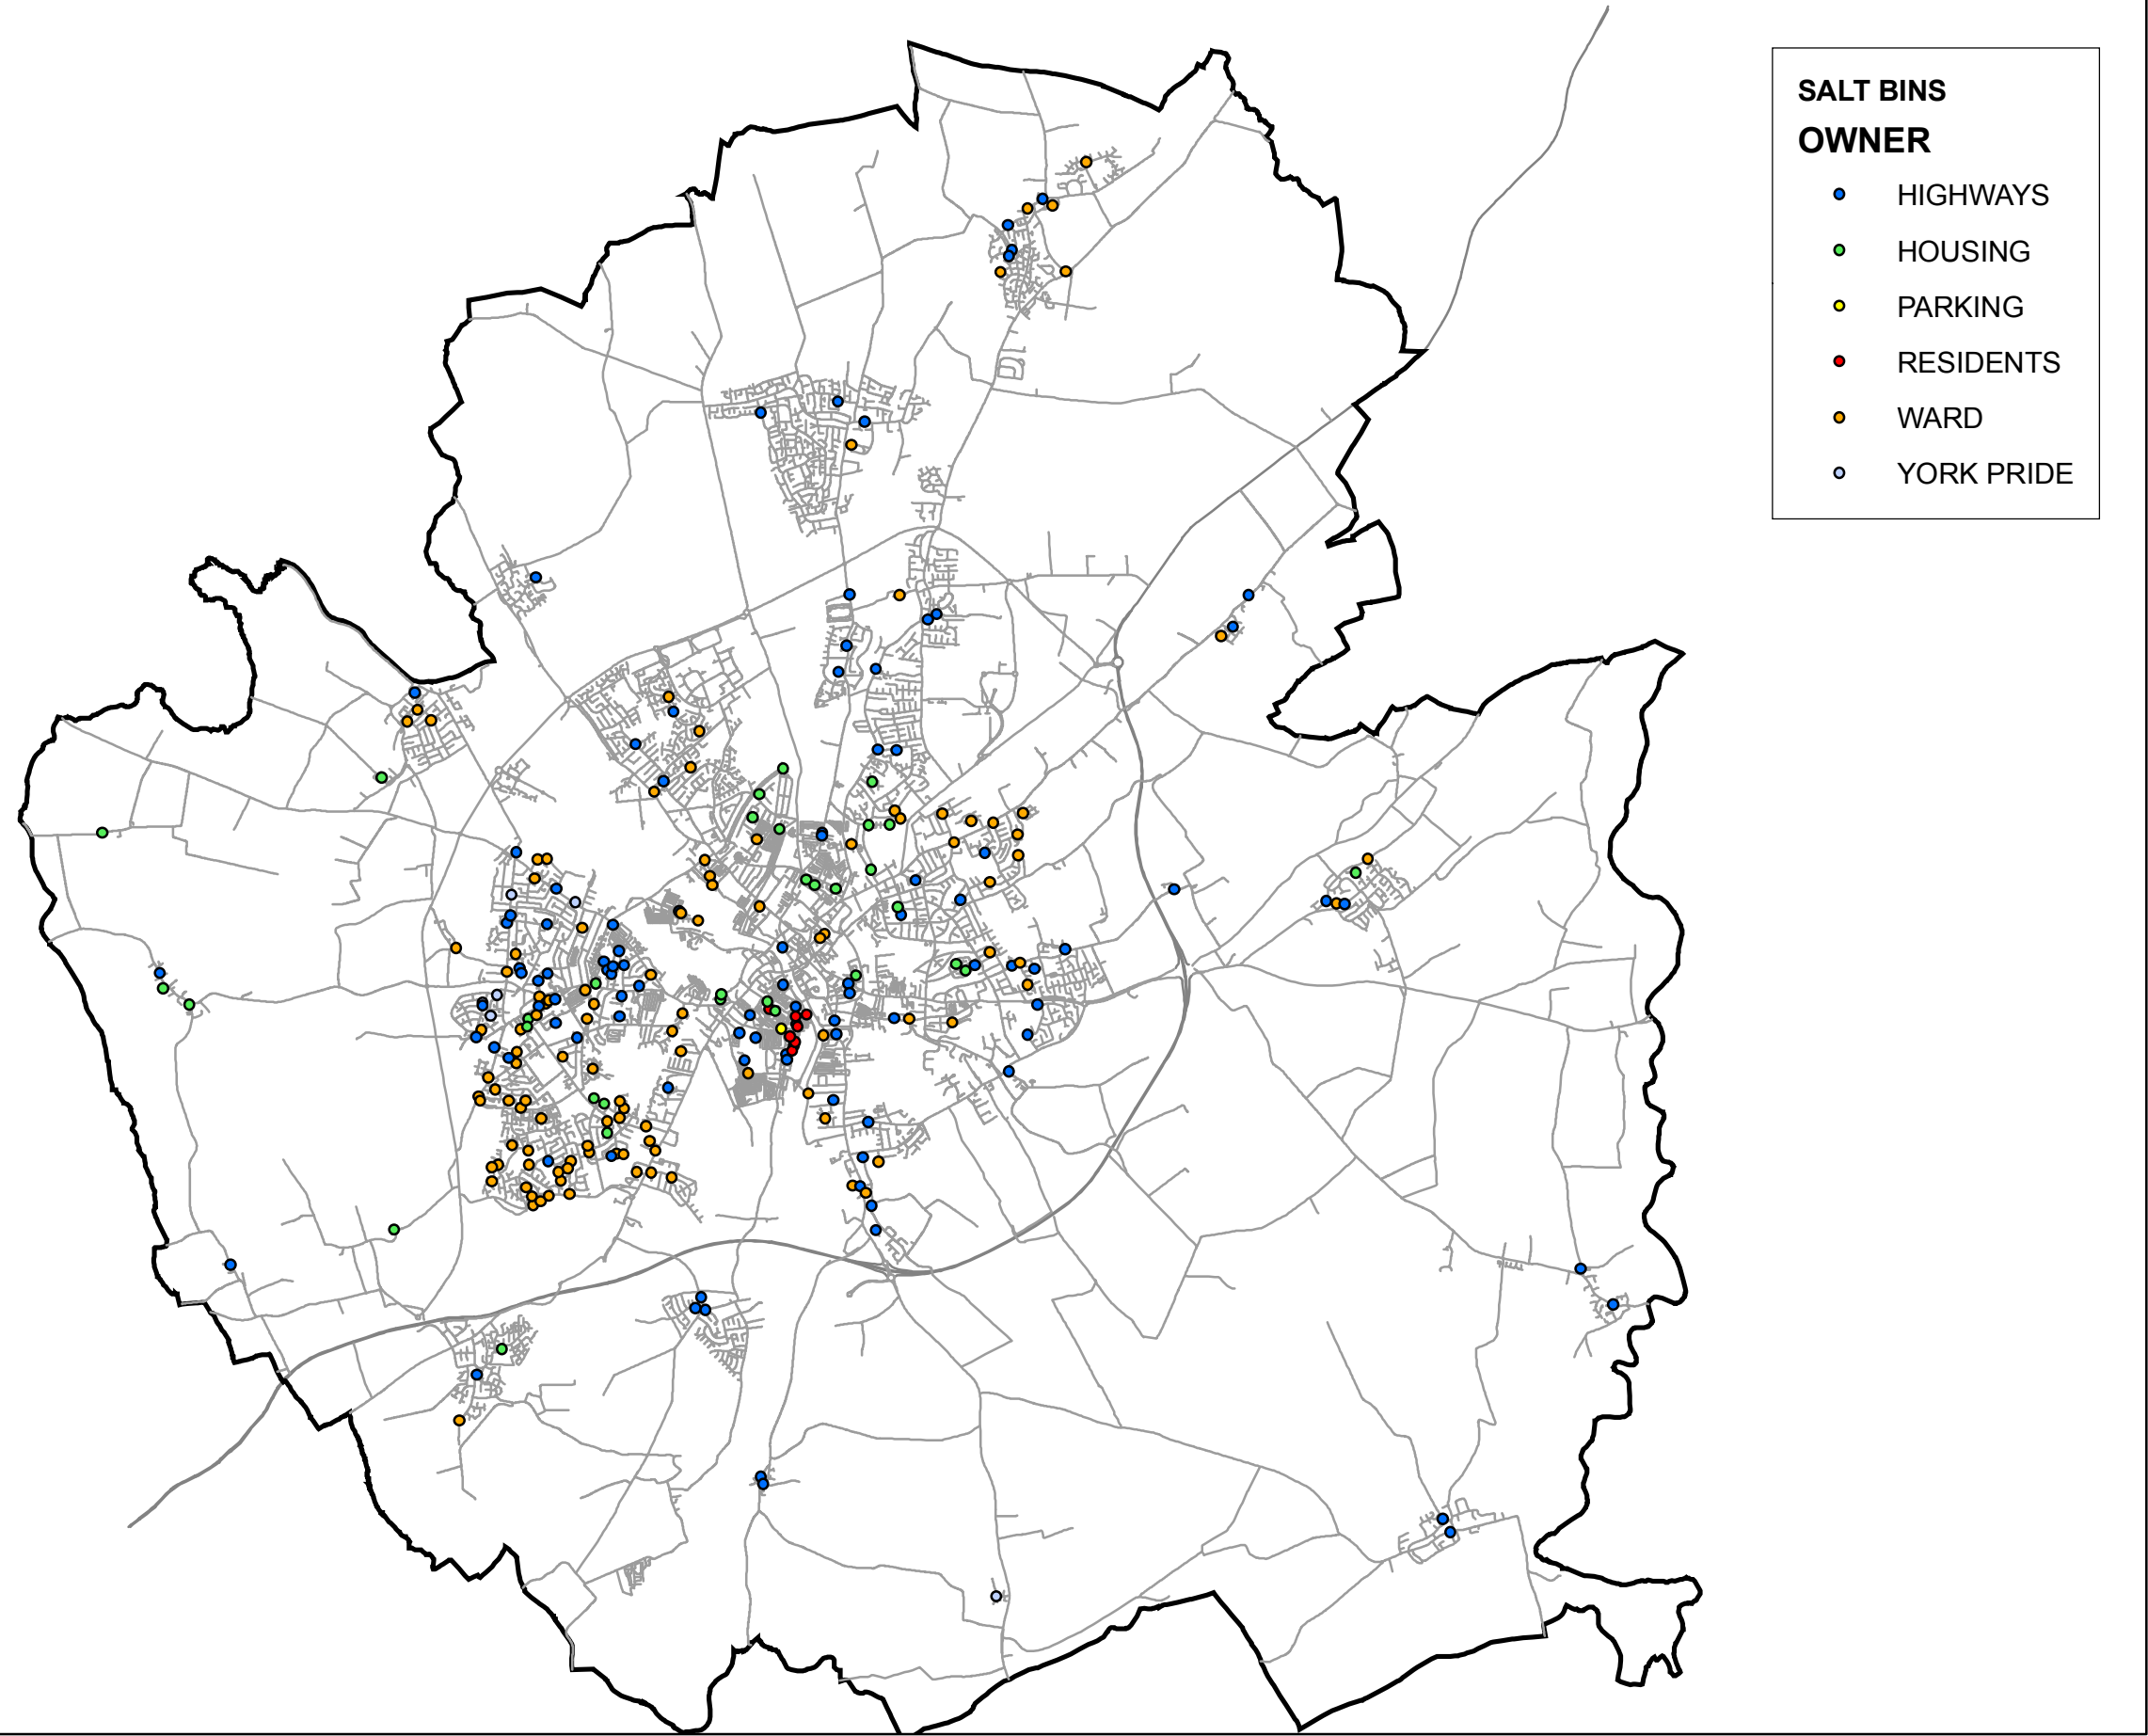 SALT BINS
OWNER
HIGHWAYS
HOUSING
PARKING
RESIDENTS
WARD
YORK PRIDE